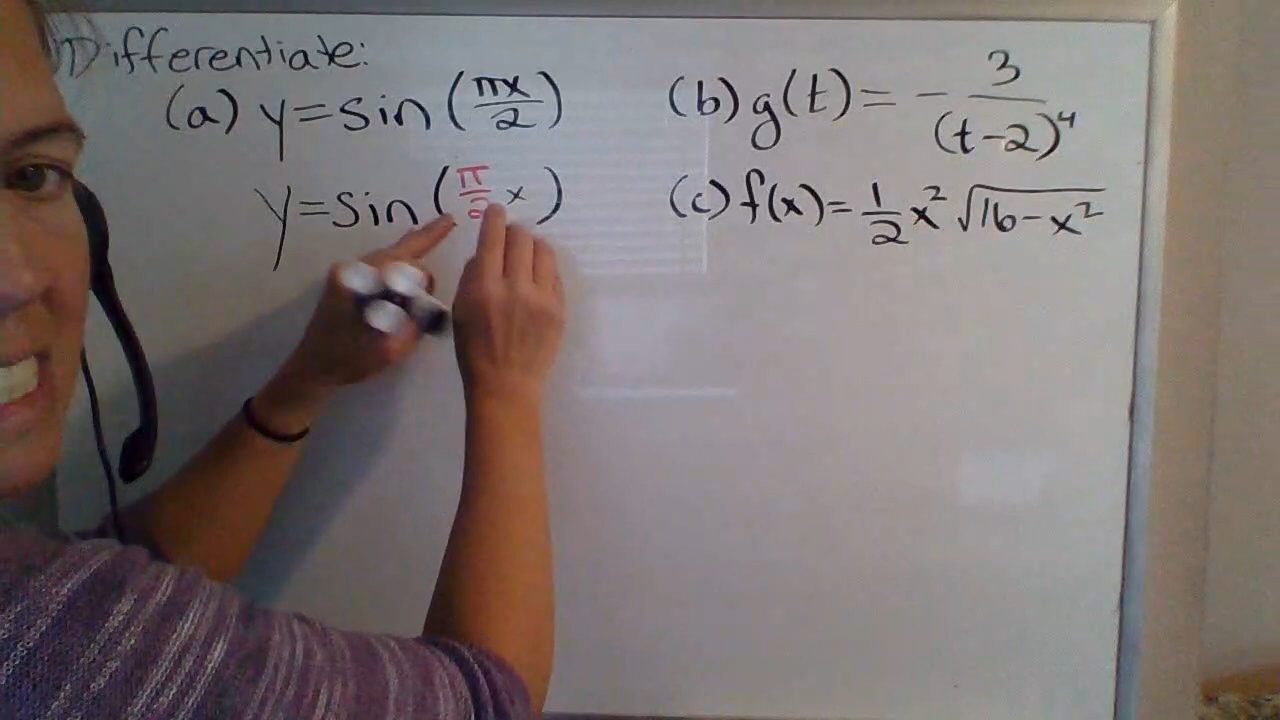 Differentiate:
(a) y = sin (πx/2)
y = sin (π/2 x)
(b) g(t) = - 3/(t-2)⁴
(c) f(x) = 1/2 x² √(16-x²)